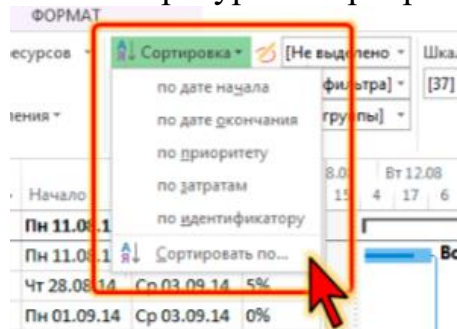 ФОРМАТ
есурсов Сортировка [Не выделено Шкал
по дате начала фильтра] [37]
ения по дате окончания группы]
по приоритету
по затратам Вт 12.08
Начало 4 17 6
по идентификатору
Пн 11.08.1
Пн 11.08.1 Сортировать по... Во
Чт 28.08.14 Ср 03.09.14 5%
Пн 01.09.14 Ср 03.09.14 0%